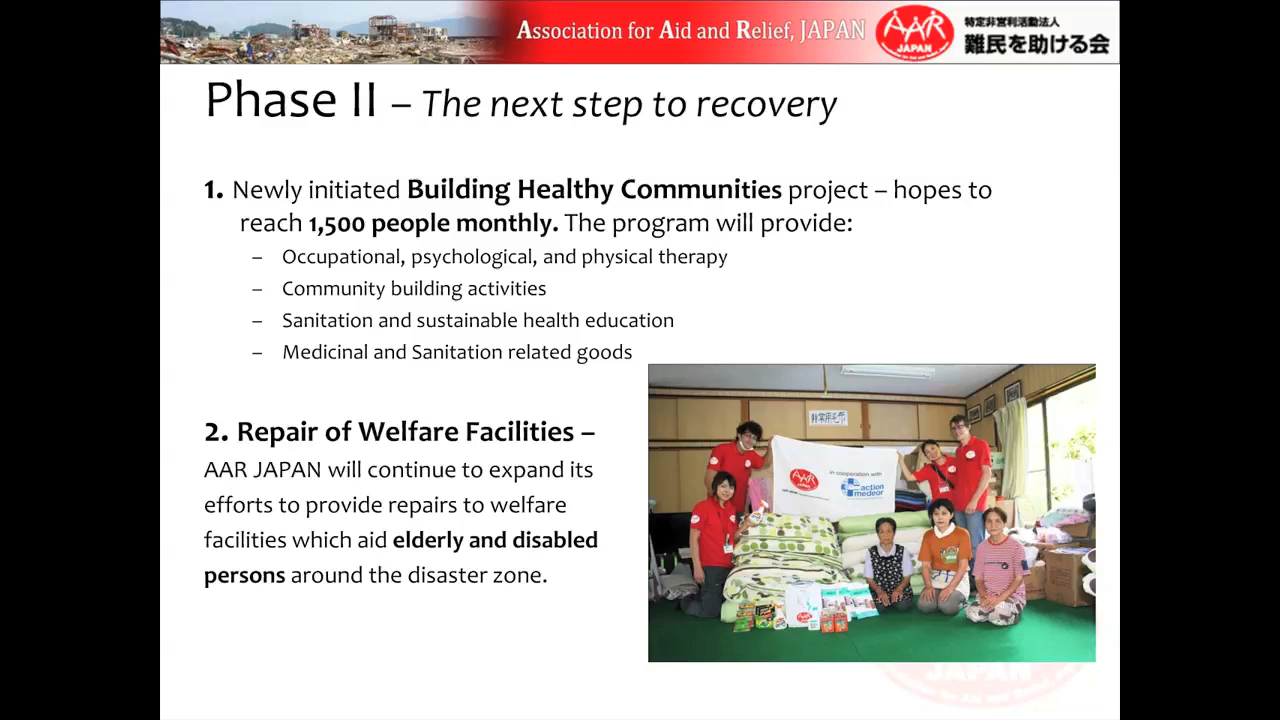 Association for Aid and Relief, JAPAN
AAR
JAPAN
特定非営利活動法人
難民を助ける会
Phase II – The next step to recovery
1. Newly initiated Building Healthy Communities project – hopes to
reach 1,500 people monthly. The program will provide:
– Occupational, psychological, and physical therapy
– Community building activities
– Sanitation and sustainable health education
– Medicinal and Sanitation related goods
2. Repair of Welfare Facilities –
AAR JAPAN will continue to expand its
efforts to provide repairs to welfare
facilities which aid elderly and disabled
persons around the disaster zone.
非常用毛布
AAR
JAPAN
in cooperation with
action
medeor
JAPAN